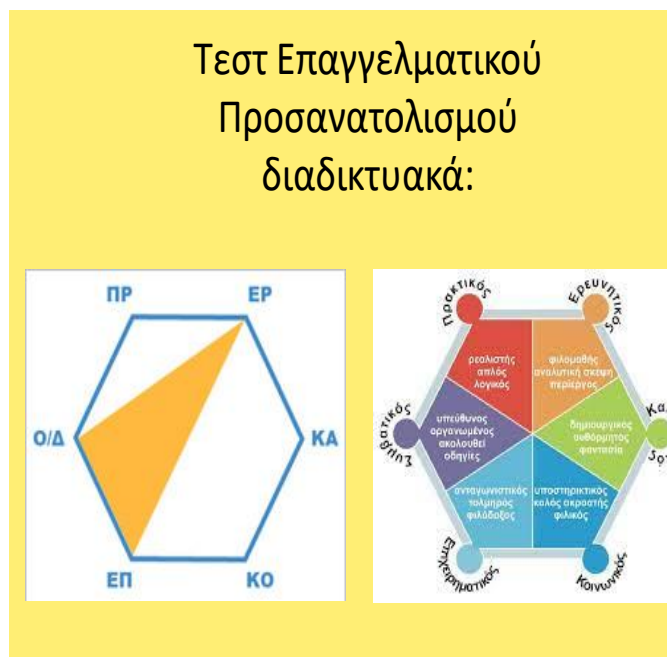 Τεστ Επαγγελματικού
Προσανατολισμού
διαδικτυακά:
ΠΡ
ΕΡ
Ο/Δ
ΚΑ
ΕΠ
ΚΟ
Πρακτικός
Ερευνητικός
ρεαλιστής
απλός
λογικός
φιλομαθής
αναλυτική σκέψη
περίεργος
Συμβατικός
υπεύθυνος
οργανωμένος
ακολουθεί
οδηγίες
δημιουργικός
αυθόρμητος
φαντασία
ανταγωνιστικός
τολμηρός
φιλόδοξος
υποστηρικτικός
καλός ακροατής
φιλικός
Επιχειρηματικός
Κοινωνικός